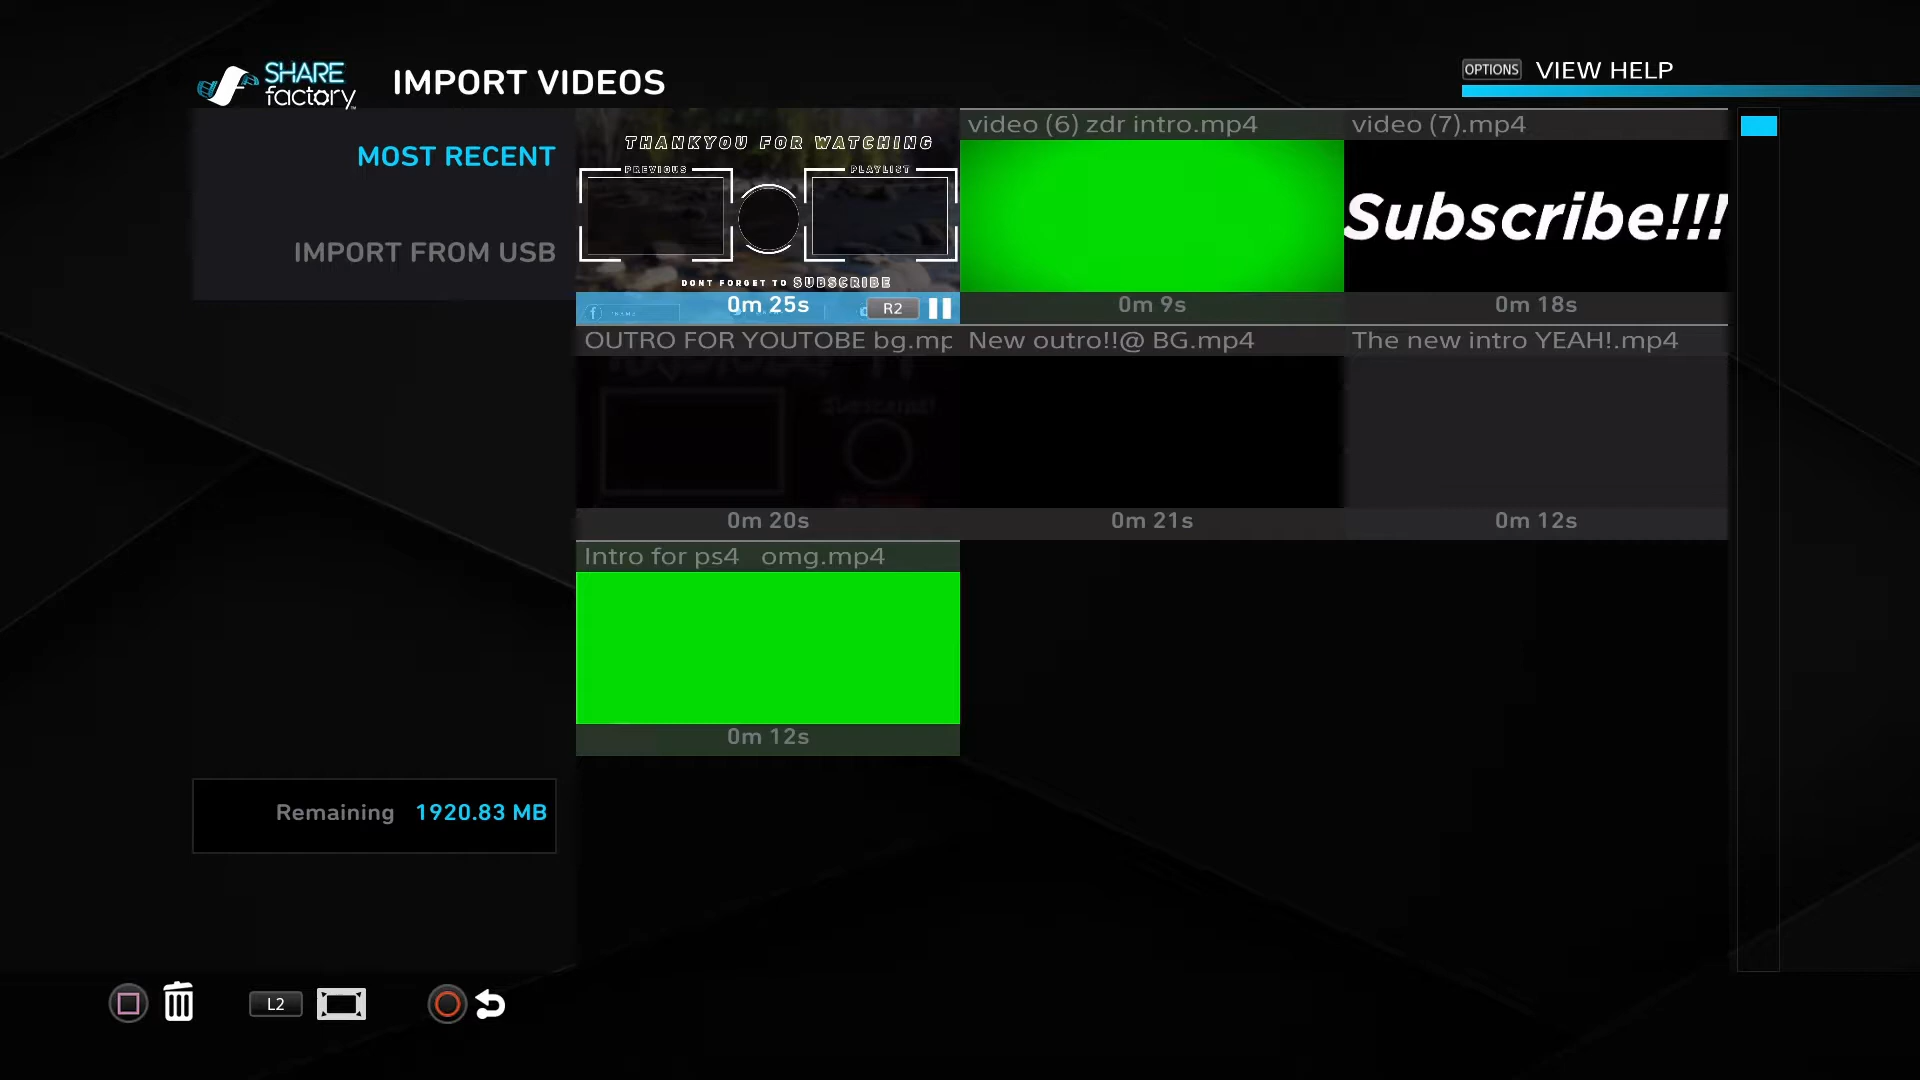 SHARE
factory™
IMPORT VIDEOS
OPTIONS VIEW HELP
MOST RECENT
IMPORT FROM USB
THANKYOU FOR WATCHING
PREVIOUS
PLAYLIST
DONT FORGET TO SUBSCRIBE
f
0m 25s
R2
video (6) zdr intro.mp4
0m 9s
video (7).mp4
Subscribe!!!
0m 18s
OUTRO FOR YOUTOBE bg.mp
0m 20s
New outro!!@ BG.mp4
0m 21s
The new intro YEAH!.mp4
0m 12s
Intro for ps4 omg.mp4
0m 12s
Remaining 1920.83 MB
L2